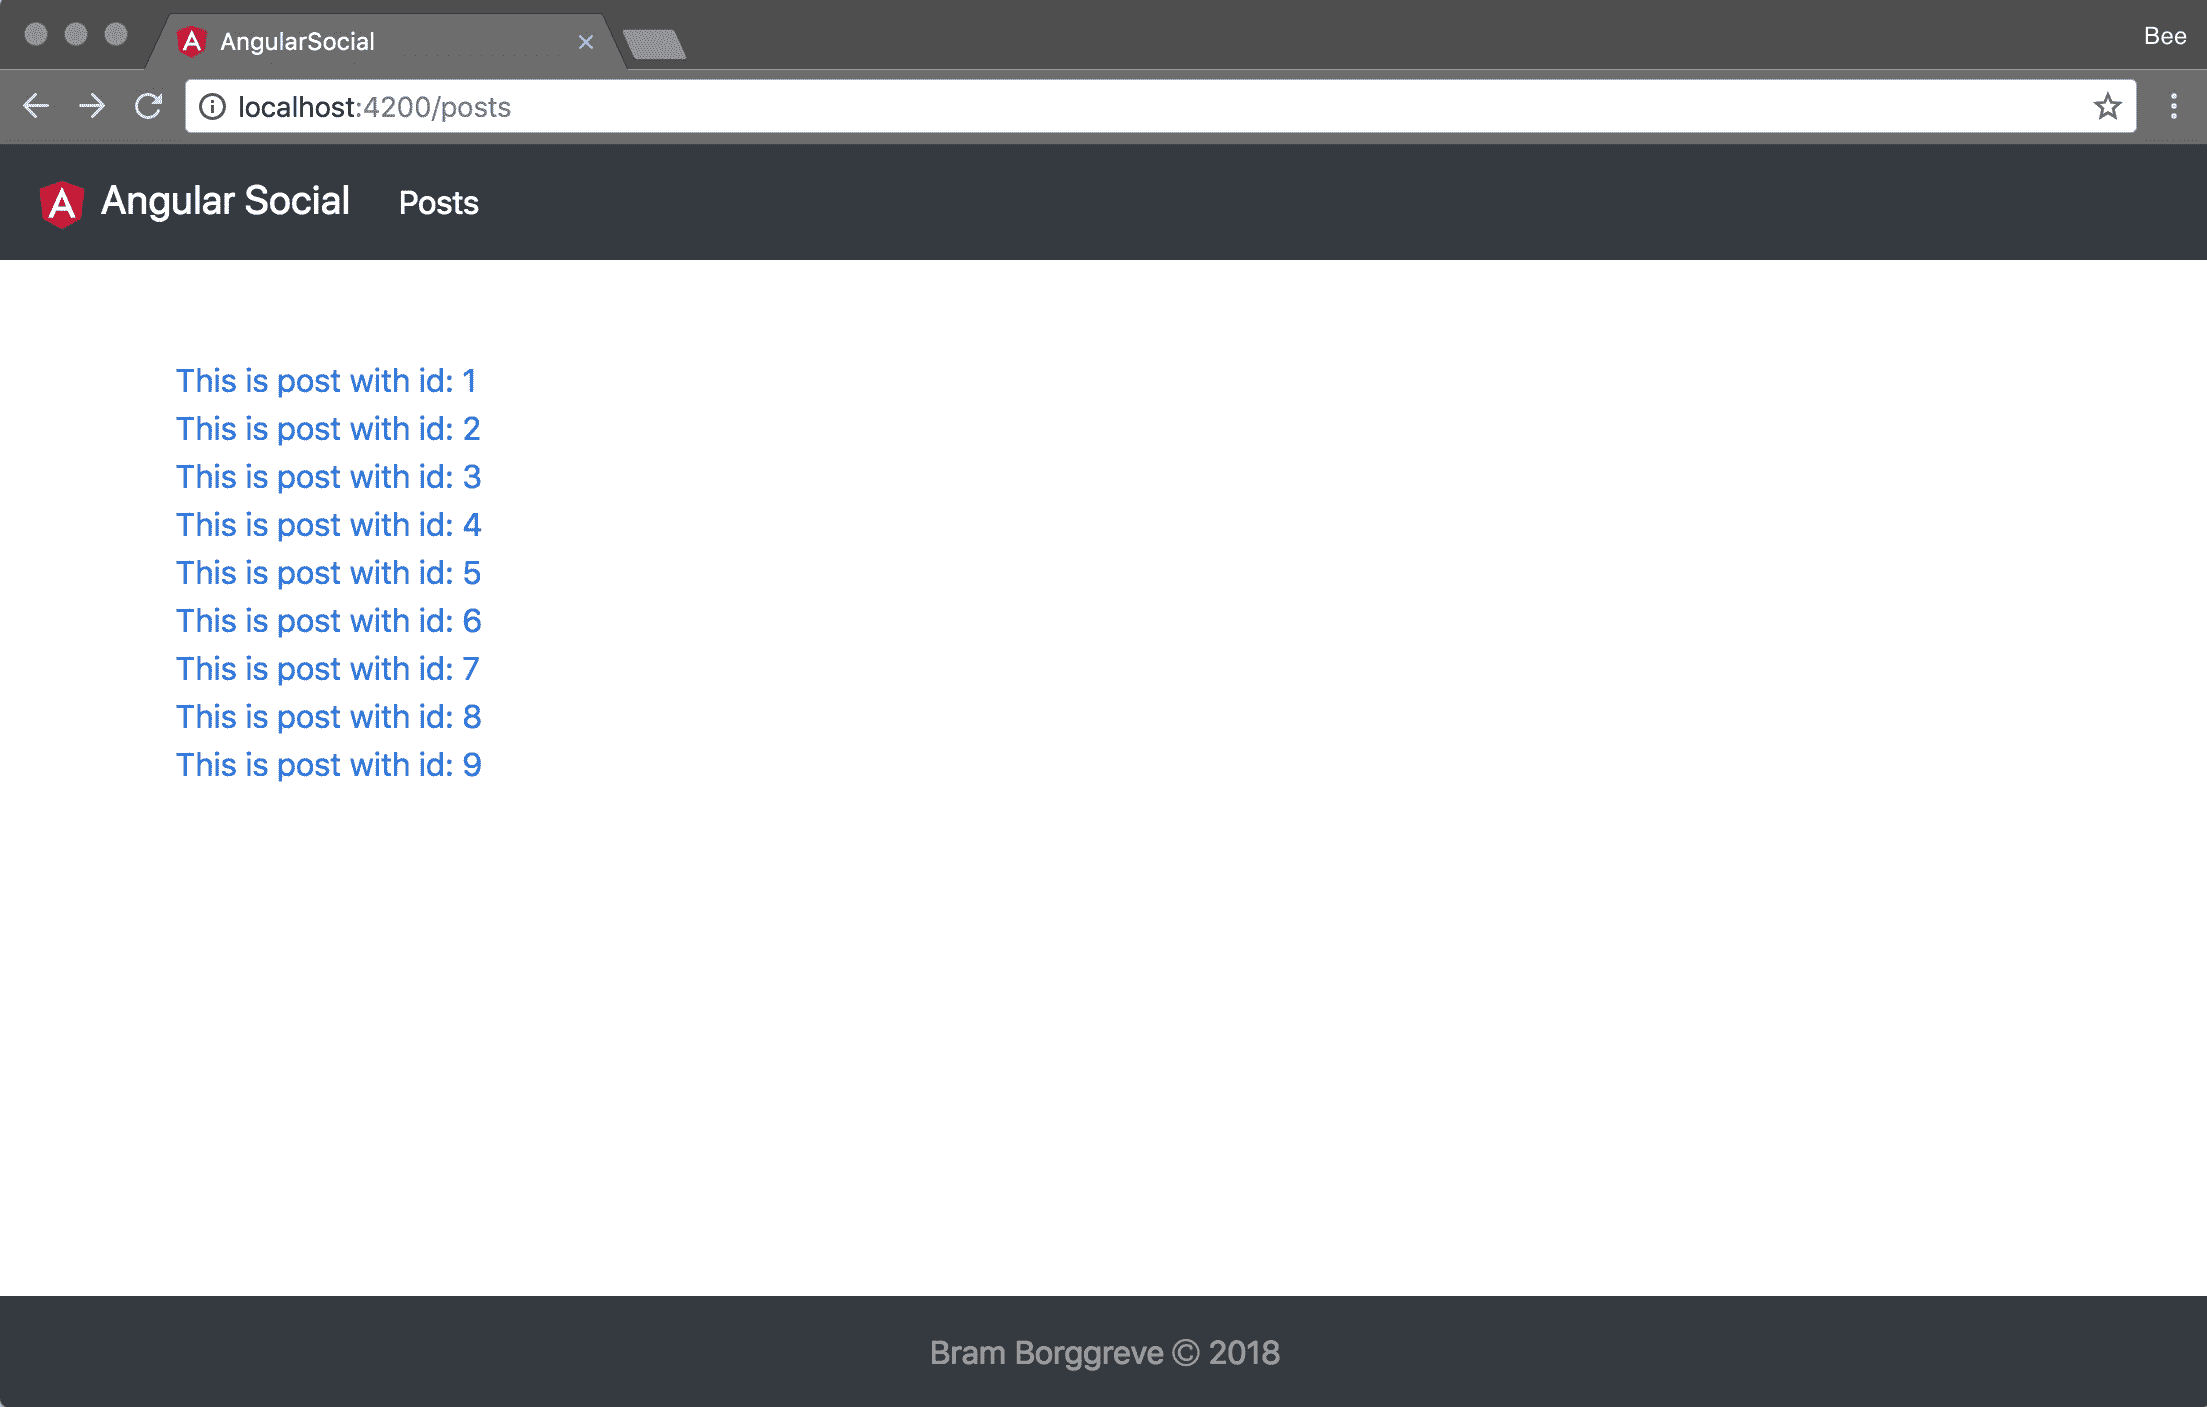 AngularSocial
Bee
localhost:4200/posts
Angular Social Posts
This is post with id: 1
This is post with id: 2
This is post with id: 3
This is post with id: 4
This is post with id: 5
This is post with id: 6
This is post with id: 7
This is post with id: 8
This is post with id: 9
Bram Borggreve © 2018